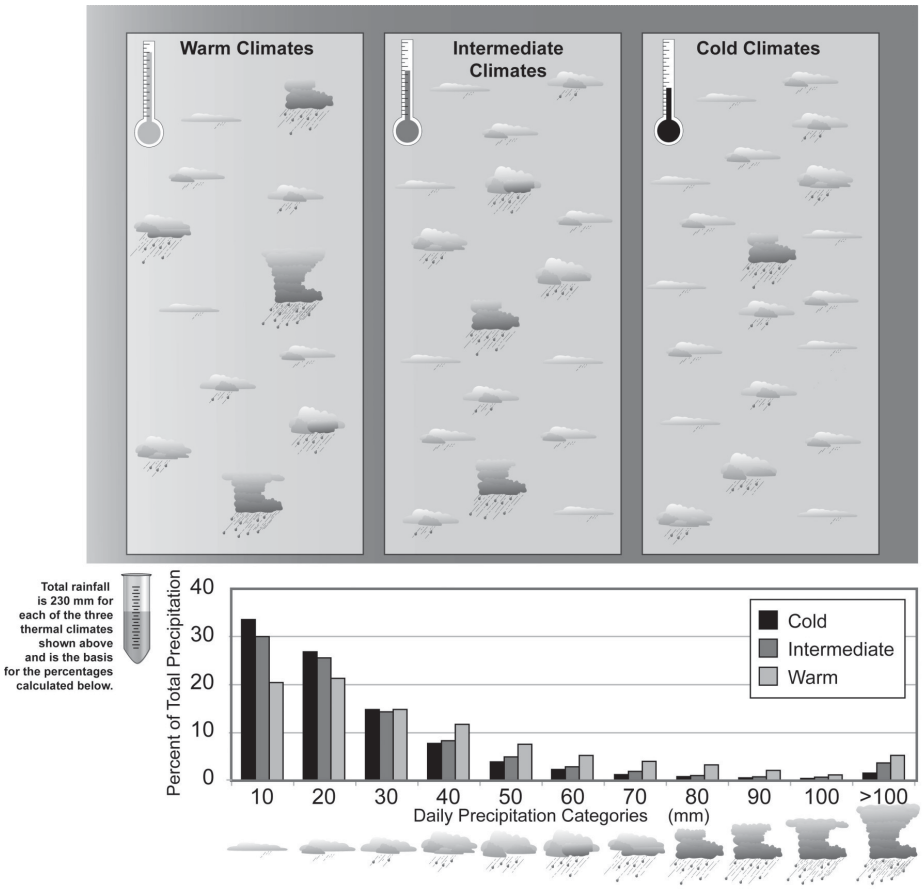 Warm Climates
Intermediate
Climates
Cold Climates
Total rainfall
is 230 mm for
each of the three
thermal climates
shown above
and is the basis
for the percentages
calculated below.
Percent of Total Precipitation
40
30
20
10
0
Cold
Intermediate
Warm
10 20 30 40 50 60 70 80 90 100 >100
Daily Precipitation Categories (mm)